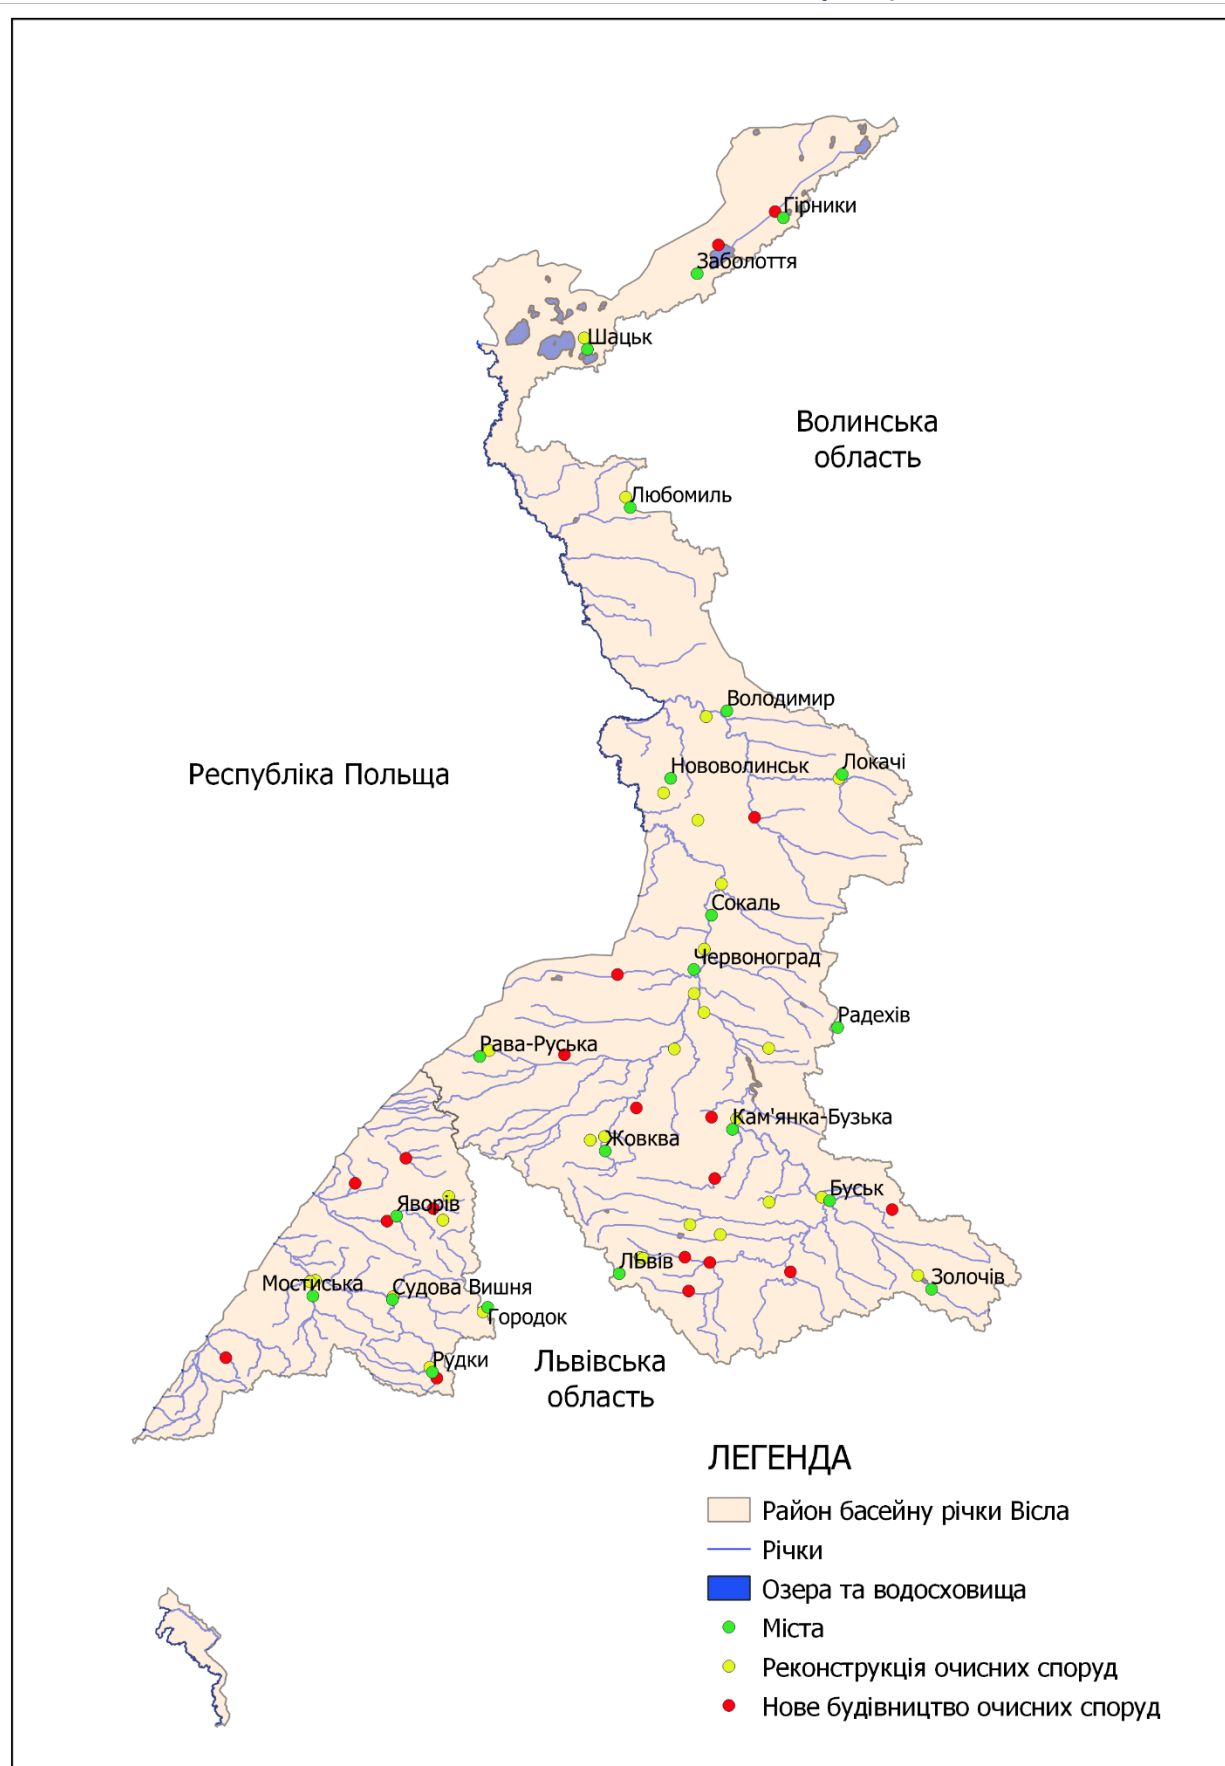 Гірники
Заболоття
Шацьк
Волинська
область
Любомиль
Володимир
Нововолинськ
Локачі
Республіка Польща
Сокаль
Червоноград
Радехів
Рава-Руська
Кам'янка-Бузька
Жовква
Буськ
Яворів
Львів
Золочів
Мостиська
Судова Вишня
Городок
Рудки
Львівська
область
ЛЕГЕНДА
Район басейну річки Вісла
Річки
Озера та водосховища
Міста
Реконструкція очисних споруд
Нове будівництво очисних споруд